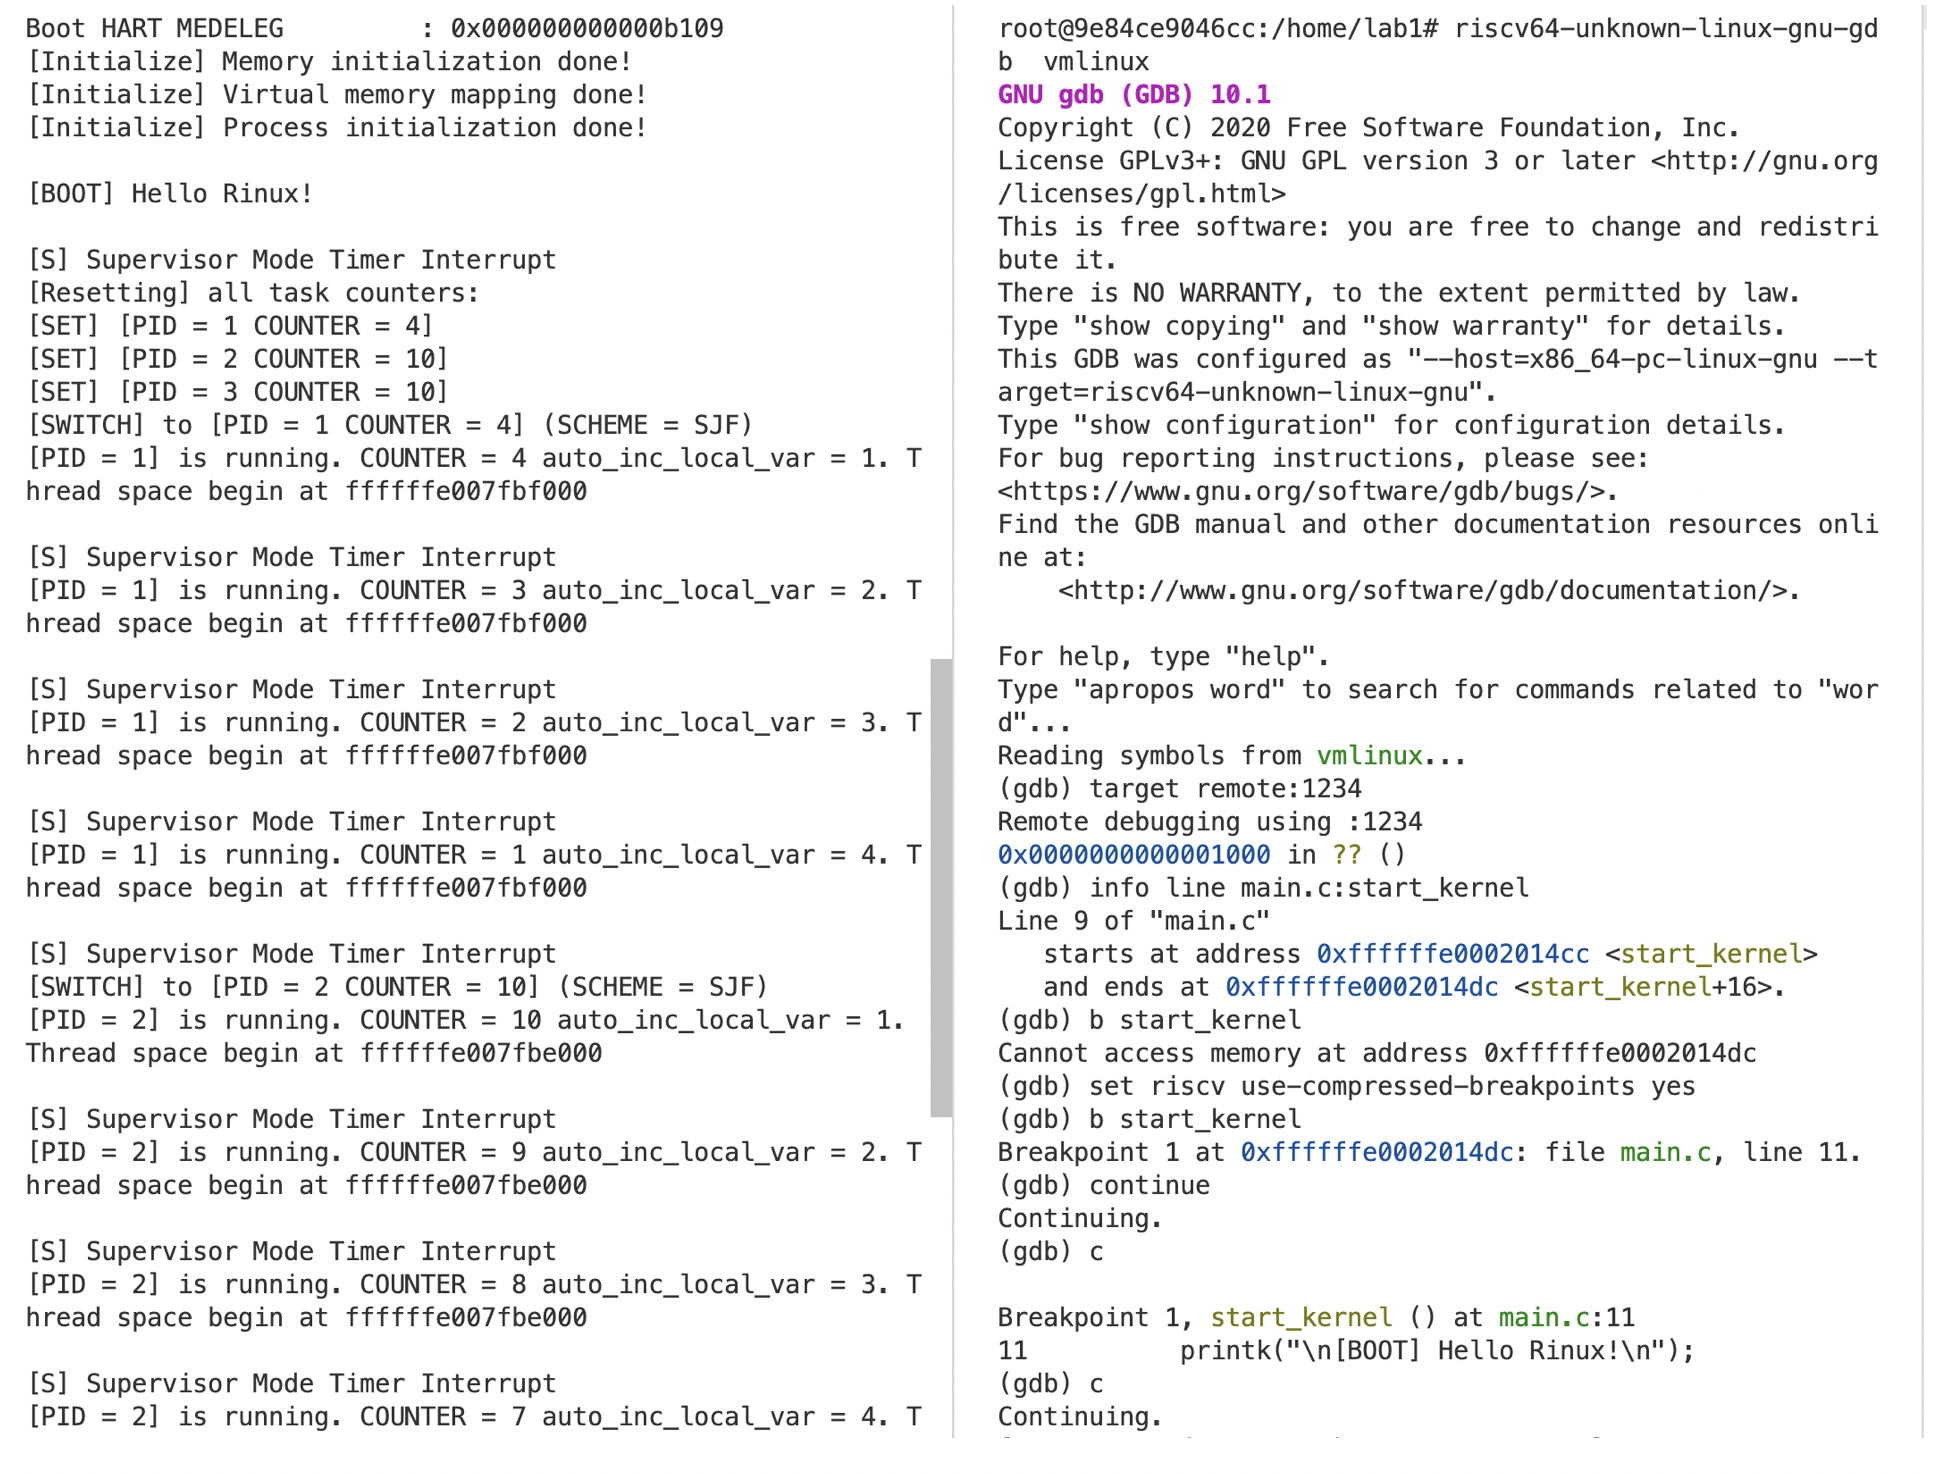 Boot HART MEDELEG         : 0x000000000000b109
[Initialize] Memory initialization done!
[Initialize] Virtual memory mapping done!
[Initialize] Process initialization done!
[BOOT] Hello Rinux!
[S] Supervisor Mode Timer Interrupt
[Resetting] all task counters:
[SET] [PID = 1 COUNTER = 4]
[SET] [PID = 2 COUNTER = 10]
[SET] [PID = 3 COUNTER = 10]
[SWITCH] to [PID = 1 COUNTER = 4] (SCHEME = SJF)
[PID = 1] is running. COUNTER = 4 auto_inc_local_var = 1. T
hread space begin at ffffffe007fbf000
[S] Supervisor Mode Timer Interrupt
[PID = 1] is running. COUNTER = 3 auto_inc_local_var = 2. T
hread space begin at ffffffe007fbf000
[S] Supervisor Mode Timer Interrupt
[PID = 1] is running. COUNTER = 2 auto_inc_local_var = 3. T
hread space begin at ffffffe007fbf000
[S] Supervisor Mode Timer Interrupt
[PID = 1] is running. COUNTER = 1 auto_inc_local_var = 4. T
hread space begin at ffffffe007fbf000
[S] Supervisor Mode Timer Interrupt
[SWITCH] to [PID = 2 COUNTER = 10] (SCHEME = SJF)
[PID = 2] is running. COUNTER = 10 auto_inc_local_var = 1.
Thread space begin at ffffffe007fbe000
[S] Supervisor Mode Timer Interrupt
[PID = 2] is running. COUNTER = 9 auto_inc_local_var = 2. T
hread space begin at ffffffe007fbe000
[S] Supervisor Mode Timer Interrupt
[PID = 2] is running. COUNTER = 8 auto_inc_local_var = 3. T
hread space begin at ffffffe007fbe000
[S] Supervisor Mode Timer Interrupt
[PID = 2] is running. COUNTER = 7 auto_inc_local_var = 4. T
root@9e84ce9046cc:/home/lab1# riscv64-unknown-linux-gnu-gd
b  vmlinux
GNU gdb (GDB) 10.1
Copyright (C) 2020 Free Software Foundation, Inc.
License GPLv3+: GNU GPL version 3 or later <http://gnu.org
/licenses/gpl.html>
This is free software: you are free to change and redistri
bute it.
There is NO WARRANTY, to the extent permitted by law.
Type "show copying" and "show warranty" for details.
This GDB was configured as "--host=x86_64-pc-linux-gnu --t
arget=riscv64-unknown-linux-gnu".
Type "show configuration" for configuration details.
For bug reporting instructions, please see:
<https://www.gnu.org/software/gdb/bugs/>.
Find the GDB manual and other documentation resources onli
ne at:
    <http://www.gnu.org/software/gdb/documentation/>.
For help, type "help".
Type "apropos word" to search for commands related to "wor
d"...
Reading symbols from vmlinux...
(gdb) target remote:1234
Remote debugging using :1234
0x0000000000001000 in ?? ()
(gdb) info line main.c:start_kernel
Line 9 of "main.c"
   starts at address 0xffffffe0002014cc <start_kernel>
   and ends at 0xffffffe0002014dc <start_kernel+16>.
(gdb) b start_kernel
Cannot access memory at address 0xffffffe0002014dc
(gdb) set riscv use-compressed-breakpoints yes
(gdb) b start_kernel
Breakpoint 1 at 0xffffffe0002014dc: file main.c, line 11.
(gdb) continue
Continuing.
(gdb) c
Breakpoint 1, start_kernel () at main.c:11
11          printk("\n[BOOT] Hello Rinux!\n");
(gdb) c
Continuing.